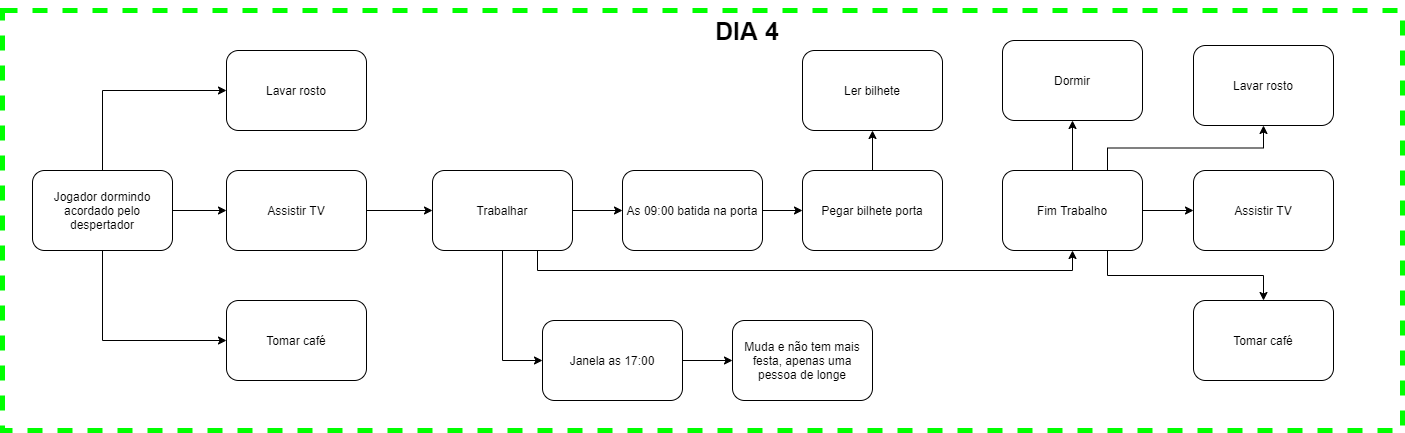 DIA 4
Lavar rosto
Ler bilhete
Dormir
Lavar rosto
Jogador dormindo
acordado pelo
despertador
Assistir TV
Trabalhar
As 09:00 batida na porta
Pegar bilhete porta
Fim Trabalho
Assistir TV
Tomar café
Janela as 17:00
Muda e não tem mais
festa, apenas uma
pessoa de longe
Tomar café